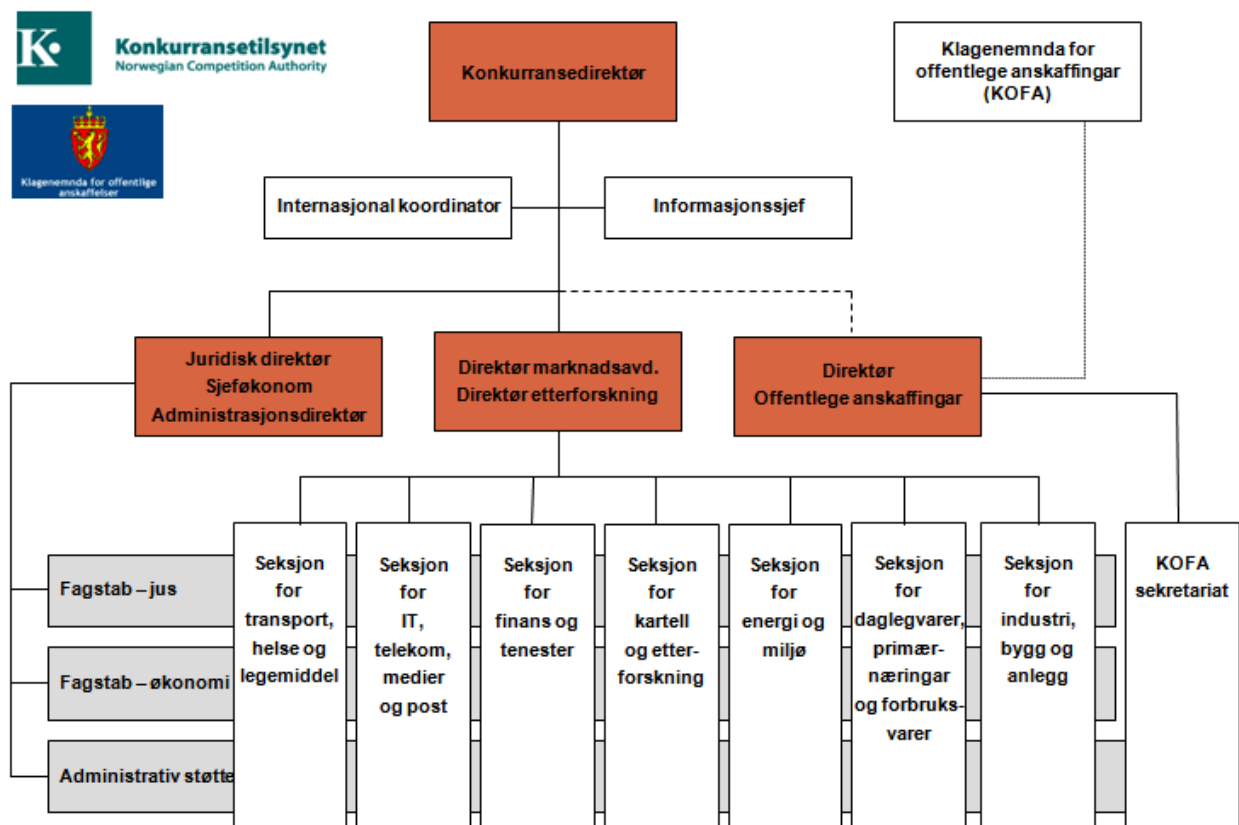 K
Konkurransetilsynet
Norwegian Competition Authority
Klagenemnda for offentlige
anskaffelser
Konkurransedirektør
Klagenemnda for
offentlege anskaffingar
(KOFA)
Internasjonal koordinator
Informasjonssjef
Juridisk direktør
Sjeføkonom
Administrasjonsdirektør
Direktør marknadsavd.
Direktør etterforskning
Direktør
Offentlege anskaffingar
Fagstab – jus
Fagstab – økonomi
Administrativ støtte
Seksjon
for
transport,
helse og
legemiddel
Seksjon
for
IT,
telekom,
medier
og post
Seksjon
for
finans og
tenester
Seksjon
for
kartell
og etter-
forskning
Seksjon
for
energi og
miljø
Seksjon
for
daglegvarer,
primær-
næringar
og forbruks-
varer
Seksjon
for
industri,
bygg og
anlegg
KOFA
sekretariat